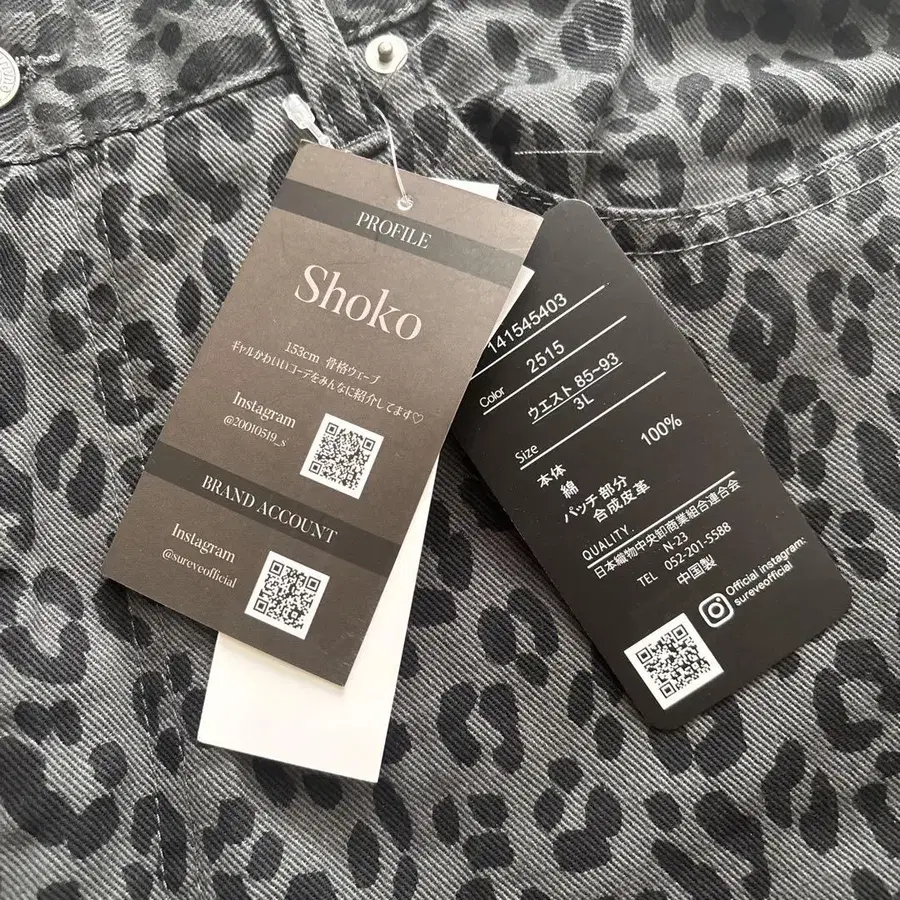 PROFILE
Shoko
153cm 骨格ウェーブ
ギャルかわいいコーデをみんなに紹介してます♡
Instagram
@20010519_s
BRAND ACCOUNT
Instagram
@sureveofficial
141545403
Color 2515
ウエスト 85~93
Size 3L
本体
綿 100%
パッチ部分
合成皮革
QUALITY
日本織物中央卸商業組合連合会
N-23
TEL 052-201-5588
中国製
Official instagram:
sureveofficial